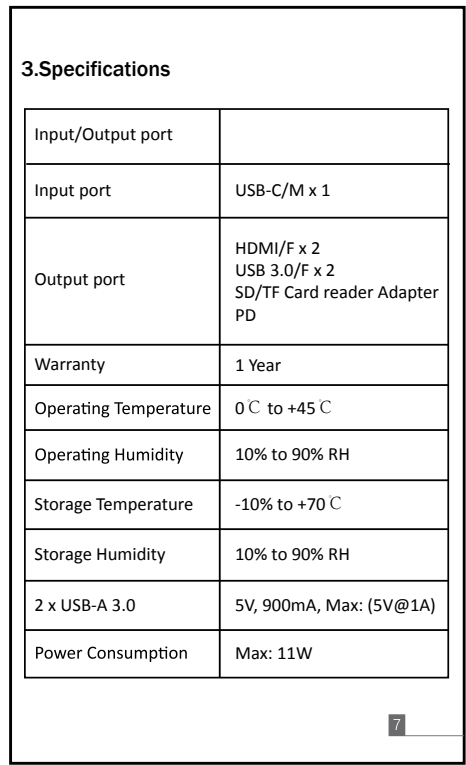 3.Specifications
Input/Output port
Input port USB-C/M x 1
Output port
HDMI/F x 2
USB 3.0/F x 2
SD/TF Card reader Adapter
PD
Warranty 1 Year
Operating Temperature 0℃ to +45℃
Operating Humidity 10% to 90% RH
Storage Temperature -10% to +70℃
Storage Humidity 10% to 90% RH
2 x USB-A 3.0 5V, 900mA, Max: (5V@1A)
Power Consumption Max: 11W
7